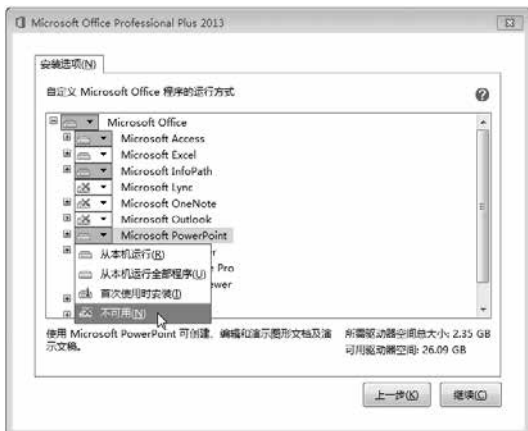 Microsoft Office Professional Plus 2013
安装选项(N)
自定义 Microsoft Office 程序的运行方式
Microsoft Office
Microsoft Access
Microsoft Excel
Microsoft InfoPath
Microsoft Lync
Microsoft OneNote
Microsoft Outlook
Microsoft PowerPoint
从本机运行(R)
r
从本机运行全部程序(U)
Pro
首次使用时安装(I)
wer
不可用(N)
使用 Microsoft PowerPoint 可创建、编辑和演示图形文档及演示文稿。
所需驱动器空间总大小: 2.35 GB
可用驱动器空间: 26.09 GB
上一步(K)
继续(C)